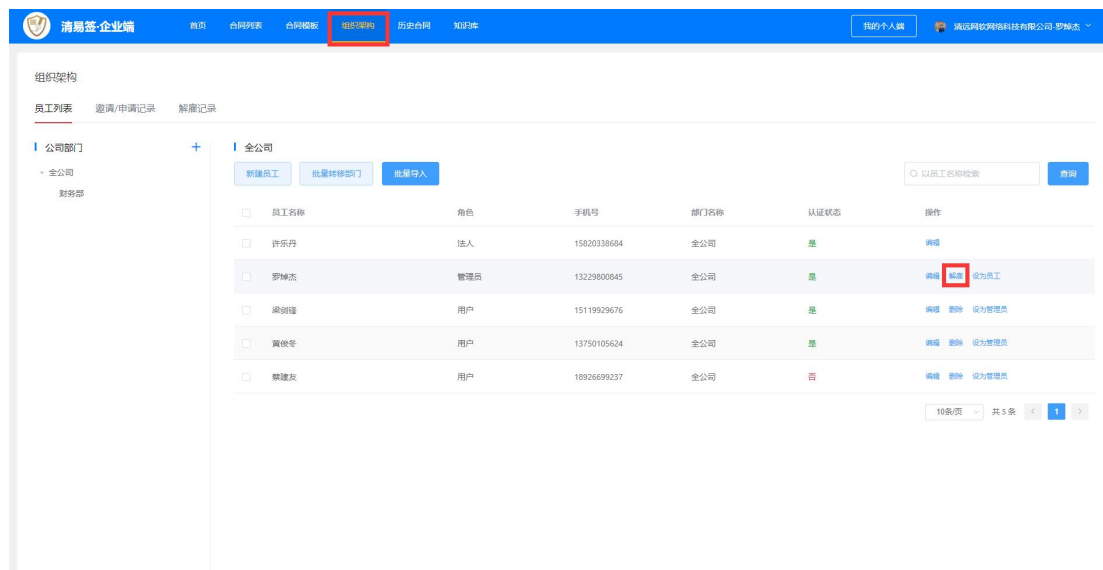 清易签·企业端 首页 合同列表 合同模板 组织架构 历史合同 知识库 我的个人端 清远网软网络科技有限公司-罗焯杰
组织架构
员工列表 邀请/申请记录 解雇记录
公司部门 +
全公司
财务部
全公司
新建员工 批量转移部门 批量导入 以员工名称检索 查询
员工名称 角色 手机号 部门名称 认证状态 操作
许乐丹 法人 15820338684 全公司 是 编辑
罗焯杰 管理员 13229800845 全公司 是 编辑 解雇 设为员工
梁剑锋 用户 15119929676 全公司 是 编辑 删除 设为管理员
黄俊冬 用户 13750105624 全公司 是 编辑 删除 设为管理员
蔡建友 用户 18926699237 全公司 否 编辑 删除 设为管理员
10条/页 共 5 条 < 1 >